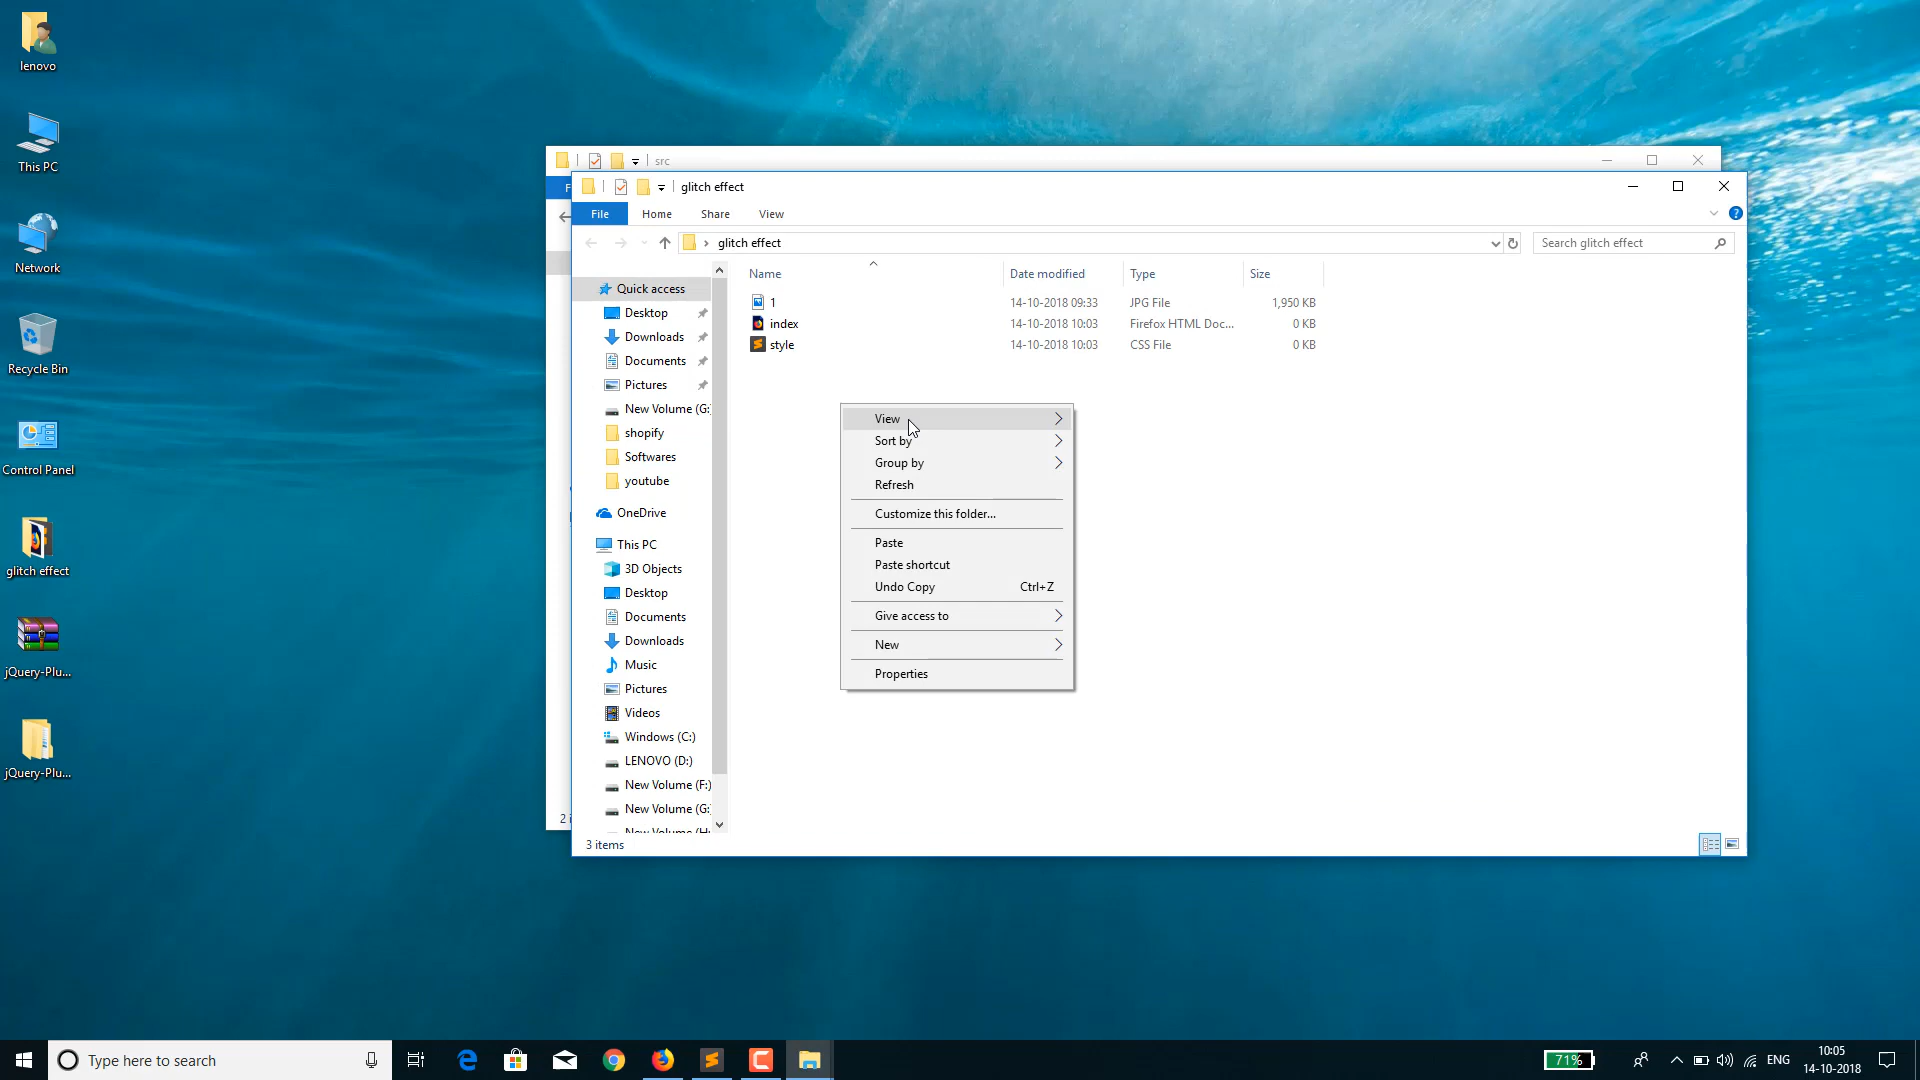 lenovo
This PC
Network
Recycle Bin
Control Panel
glitch effect
jQuery-Plu...
jQuery-Plu...
src
glitch effect
File
Home
Share
View
glitch effect
Search glitch effect
Name
Date modified
Type
Size
1
14-10-2018 09:33
JPG File
1,950 KB
index
14-10-2018 10:03
Firefox HTML Doc...
0 KB
style
14-10-2018 10:03
CSS File
0 KB
Quick access
Desktop
Downloads
Documents
Pictures
New Volume (G:
shopify
Softwares
youtube
OneDrive
This PC
3D Objects
Desktop
Documents
Downloads
Music
Pictures
Videos
Windows (C:)
LENOVO (D:)
New Volume (F:)
New Volume (G:
View
Sort by
Group by
Refresh
Customize this folder...
Paste
Paste shortcut
Undo Copy Ctrl+Z
Give access to
New
Properties
3 items
Type here to search
71%
ENG
10:05
14-10-2018